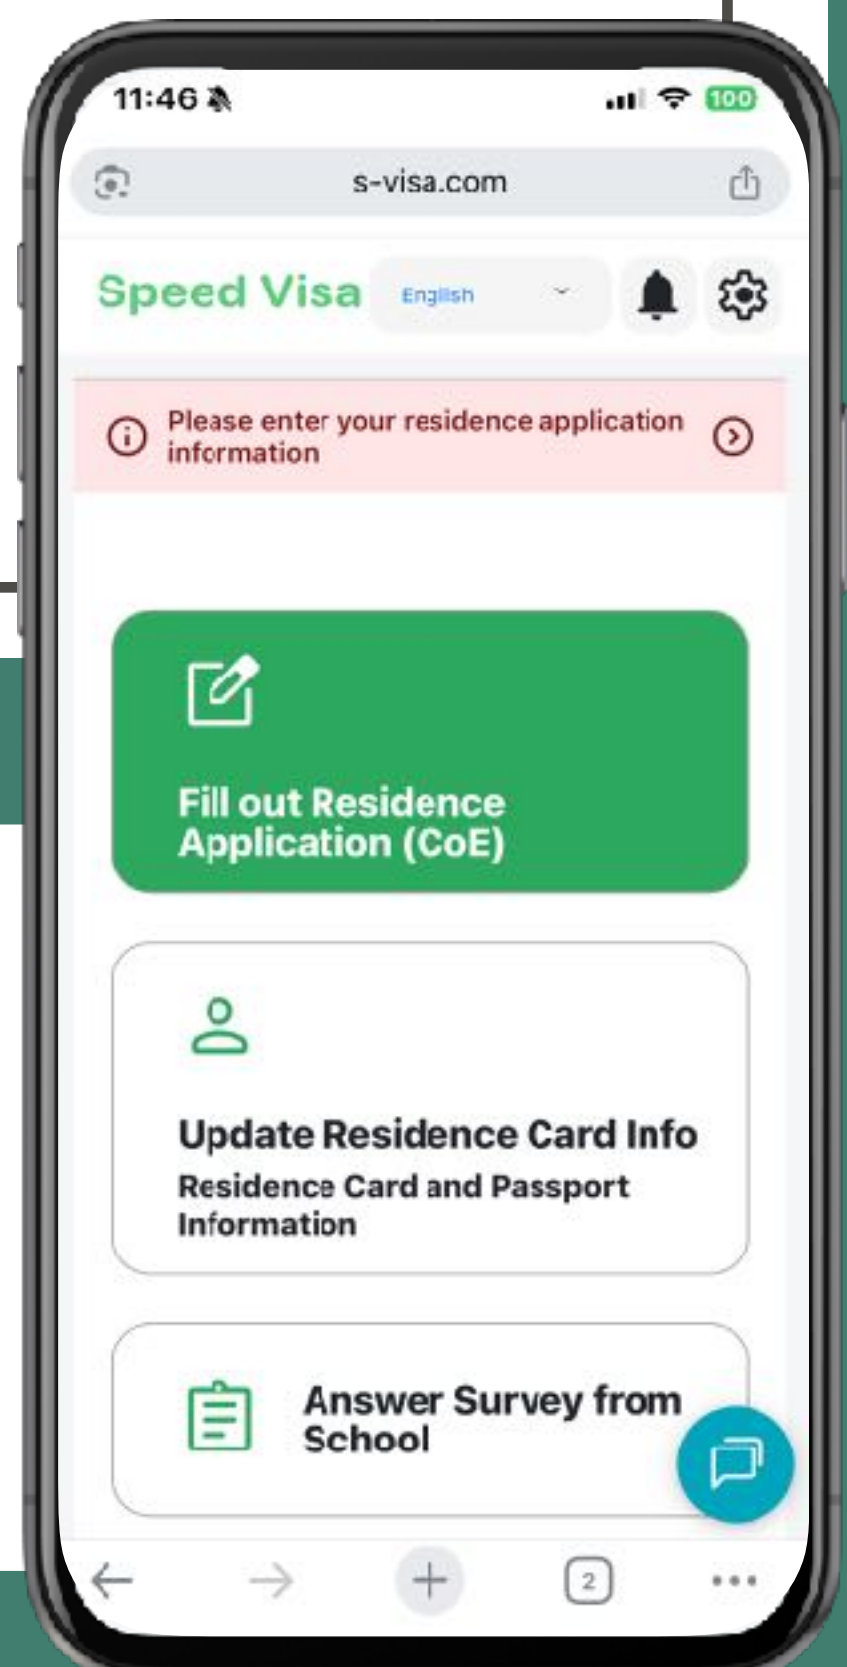 11:46
100
s-visa.com
Speed Visa
English
Please enter your residence application
information
Fill out Residence
Application (CoE)
Update Residence Card Info
Residence Card and Passport
Information
Answer Survey from
School
2